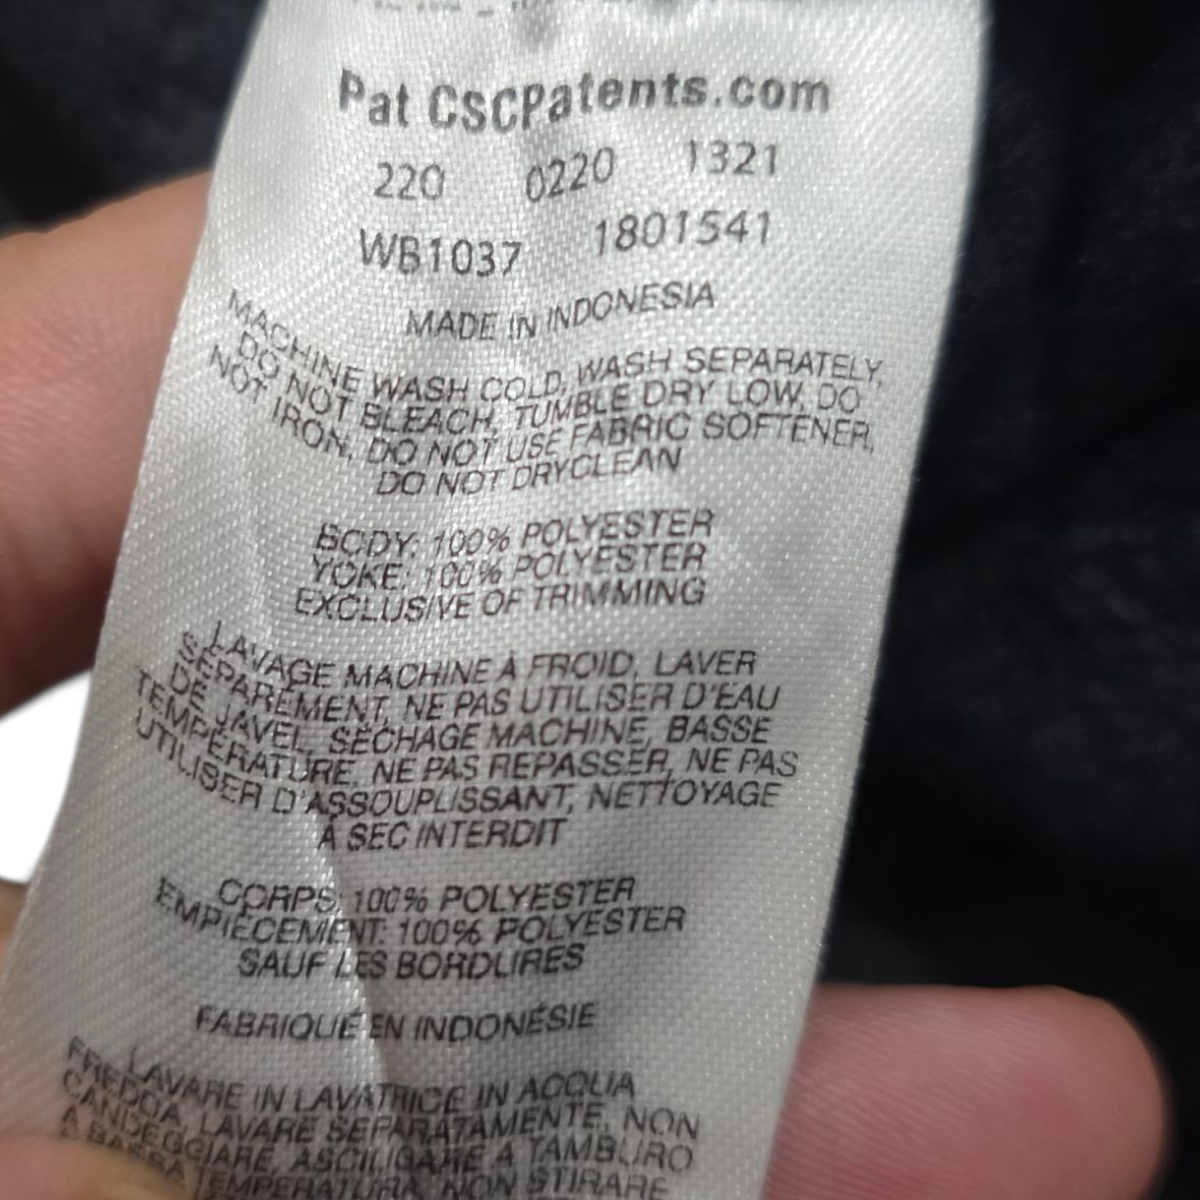 Pat CSCPatents.com
220 0220 1321
WB1037 1801541
MADE IN INDONESIA
MACHINE WASH COLD, WASH SEPARATELY,
DO NOT BLEACH, TUMBLE DRY LOW, DO
NOT IRON, DO NOT USE FABRIC SOFTENER,
DO NOT DRYCLEAN
BODY: 100% POLYESTER
YOKE: 100% POLYESTER
EXCLUSIVE OF TRIMMING
LAVAGE MACHINE À FROID, LAVER
SÉPARÉMENT, NE PAS UTILISER D'EAU
DE JAVEL, SÉCHAGE MACHINE, BASSE
TEMPÉRATURE, NE PAS REPASSER, NE PAS
UTILISER D'ASSOUPLISSANT, NETTOYAGE
À SEC INTERDIT
CORPS: 100% POLYESTER
EMPIÈCEMENT: 100% POLYESTER
SAUF LES BORDURES
FABRIQUÉ EN INDONÉSIE
LAVARE IN LAVATRICE IN ACQUA
FREDDA, LAVARE SEPARATAMENTE, NON
CANDEGGIARE, ASCIUGARE A TAMBURO
A BASSA TEMPERATURA, NON STIRARE